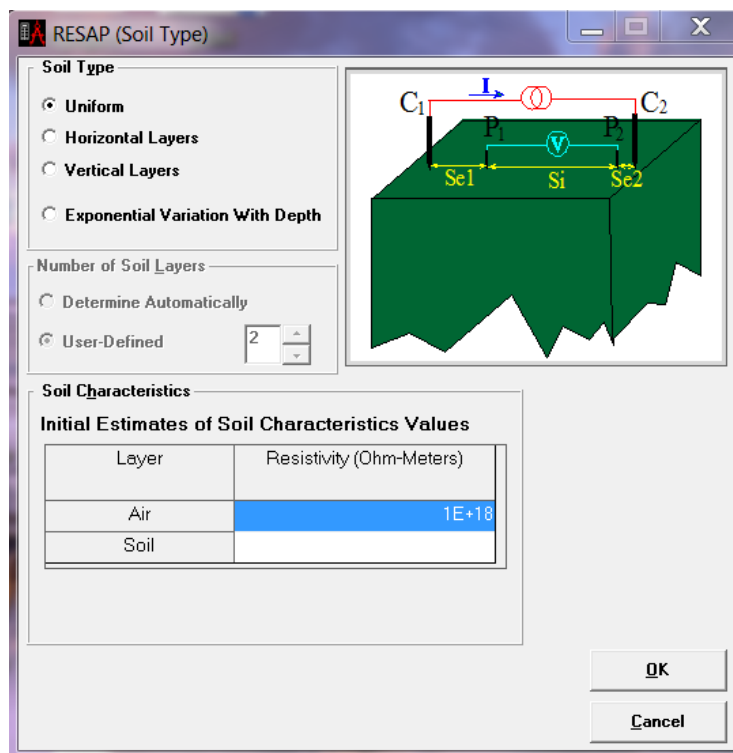 RESAP (Soil Type)
X
Soil Type
Uniform
Horizontal Layers
Vertical Layers
Exponential Variation With Depth
I
C1
C2
P1
P2
V
Se1
Si
Se2
Number of Soil Layers
Determine Automatically
User-Defined
2
Soil Characteristics
Initial Estimates of Soil Characteristics Values
Layer Resistivity (Ohm-Meters)
Air 1E+18
Soil
OK
Cancel